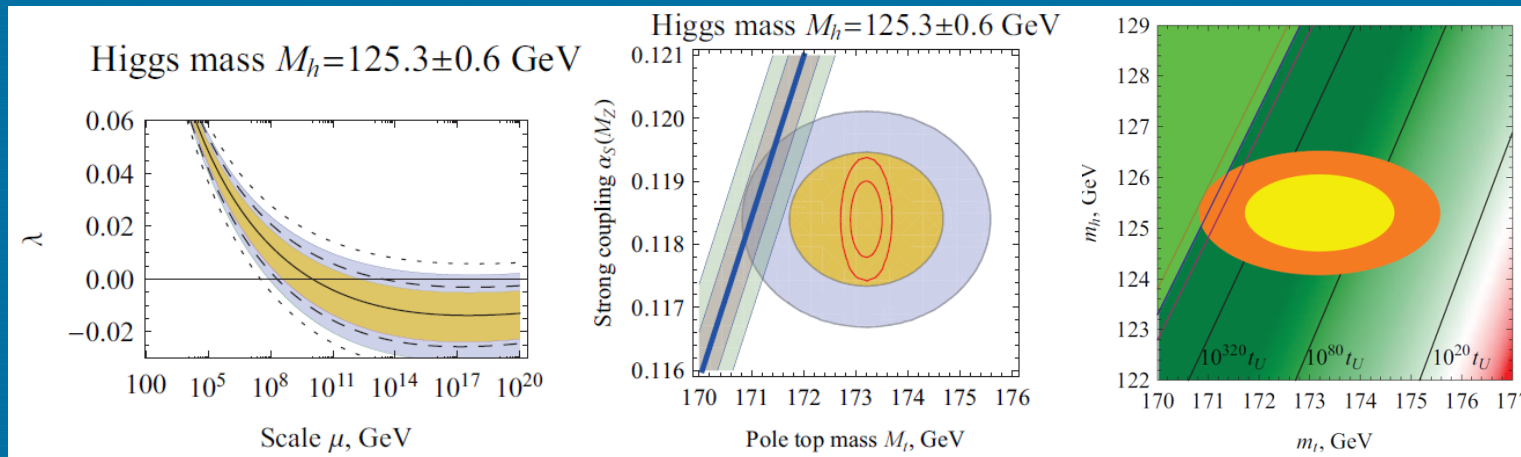 Higgs mass M_h=125.3±0.6 GeV
0.06
0.04
0.02
0.00
−0.02
λ
100 10^5 10^8 10^11 10^14 10^17 10^20
Scale μ, GeV
Higgs mass M_h=125.3±0.6 GeV
0.121
0.120
0.119
0.118
0.117
0.116
Strong coupling α_S(M_Z)
170 171 172 173 174 175 176
Pole top mass M_t, GeV
129
128
127
126
125
124
123
122
m_h, GeV
10^320 t_U 10^80 t_U 10^20 t_U
170 171 172 173 174 175 176 177
m_t, GeV